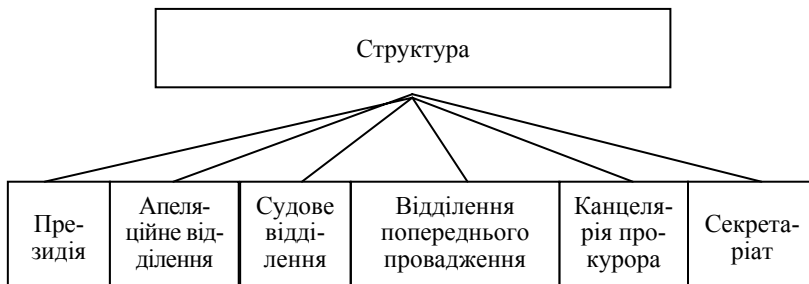 Структура
Пре-
зидія
Апеля-
ційне від-
ділення
Судове
відді-
лення
Відділення
попереднього
провадження
Канцеля-
рія про-
курора
Секрета-
ріат